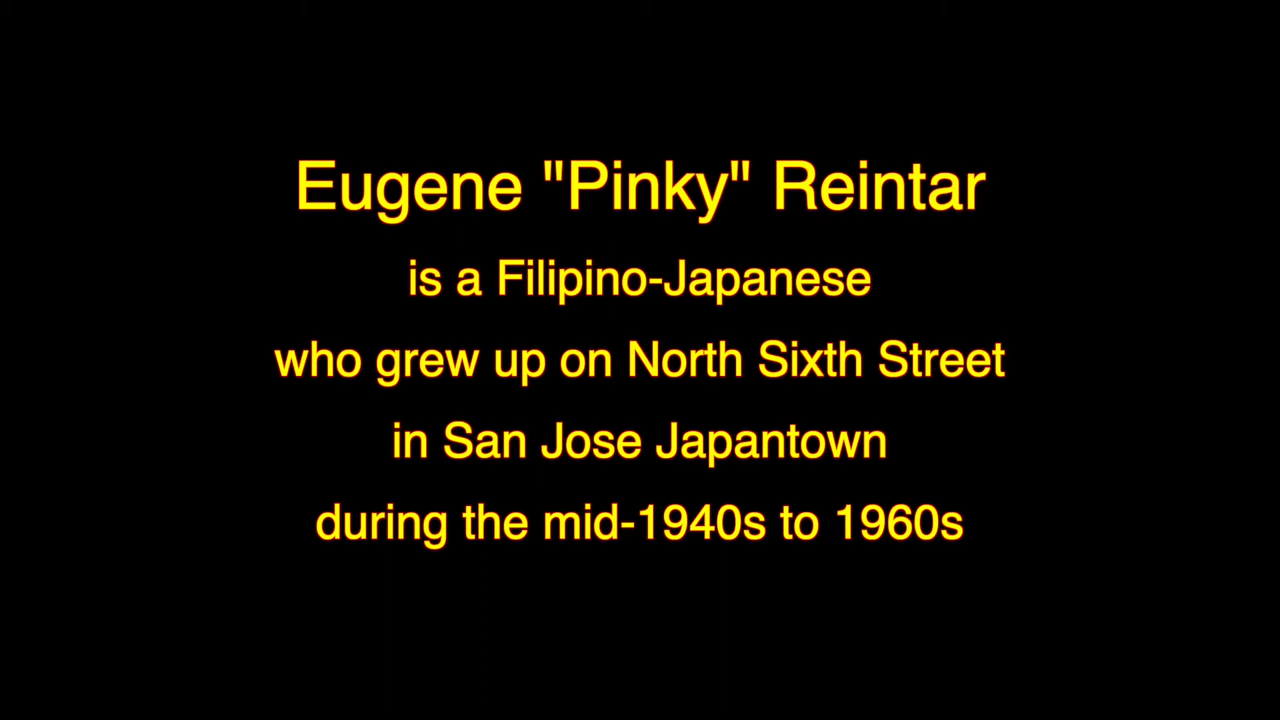 Eugene "Pinky" Reintar
is a Filipino-Japanese
who grew up on North Sixth Street
in San Jose Japantown
during the mid-1940s to 1960s